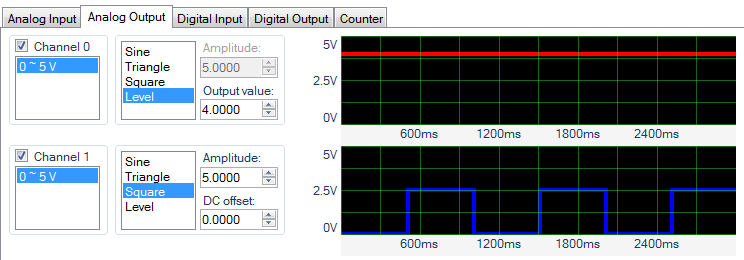 Analog Input Analog Output Digital Input Digital Output Counter
Channel 0
0 ~ 5 V
Sine
Triangle
Square
Level
Amplitude:
5.0000
Output value:
4.0000
5V
2.5V
0V
600ms 1200ms 1800ms 2400ms
Channel 1
0 ~ 5 V
Sine
Triangle
Square
Level
Amplitude:
5.0000
DC offset:
0.0000
5V
2.5V
0V
600ms 1200ms 1800ms 2400ms